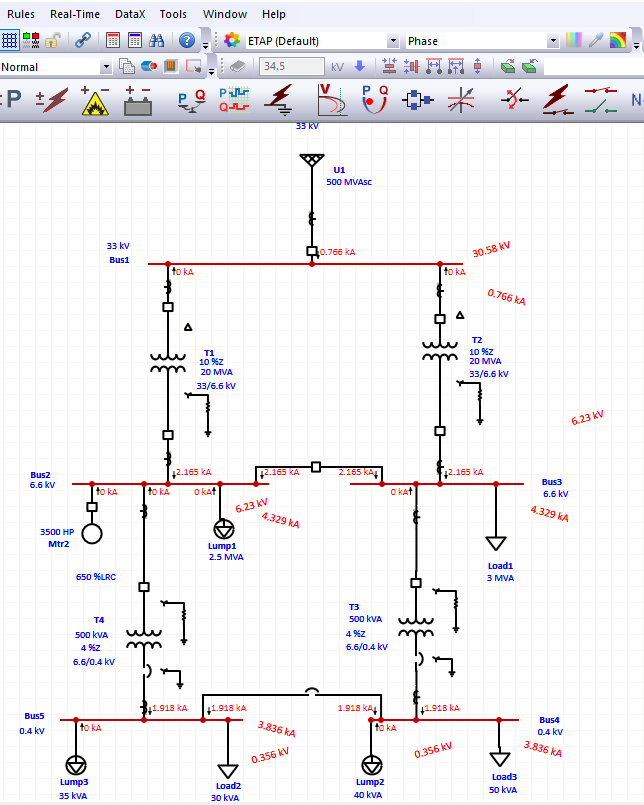 Rules Real-Time DataX Tools Window Help
ETAP (Default) Phase
Normal 34.5 kV
P P Q P Q V P Q N
33 kV
U1
500 MVAsc
0.766 kA
30.58 kV
33 kV
Bus1
0 kA 0 kA
0.766 kA
T1
10 %Z
20 MVA
33/6.6 kV
T2
10 %Z
20 MVA
33/6.6 kV
6.23 kV
Bus2
6.6 kV
2.165 kA 2.165 kA 2.165 kA 2.165 kA
Bus3
6.6 kV
0 kA 0 kA 0 kA 0 kA
6.23 kV
4.329 kA
4.329 kA
3500 HP
Mtr2
Lump1
2.5 MVA
Load1
3 MVA
650 %LRC
T4
500 kVA
4 %Z
6.6/0.4 kV
T3
500 kVA
4 %Z
6.6/0.4 kV
Bus5
0.4 kV
1.918 kA 1.918 kA 1.918 kA 1.918 kA
Bus4
0.4 kV
0 kA 0 kA
3.836 kA
0.356 kV
0.356 kV
3.836 kA
Lump3
35 kVA
Load2
30 kVA
Lump2
40 kVA
Load3
50 kVA